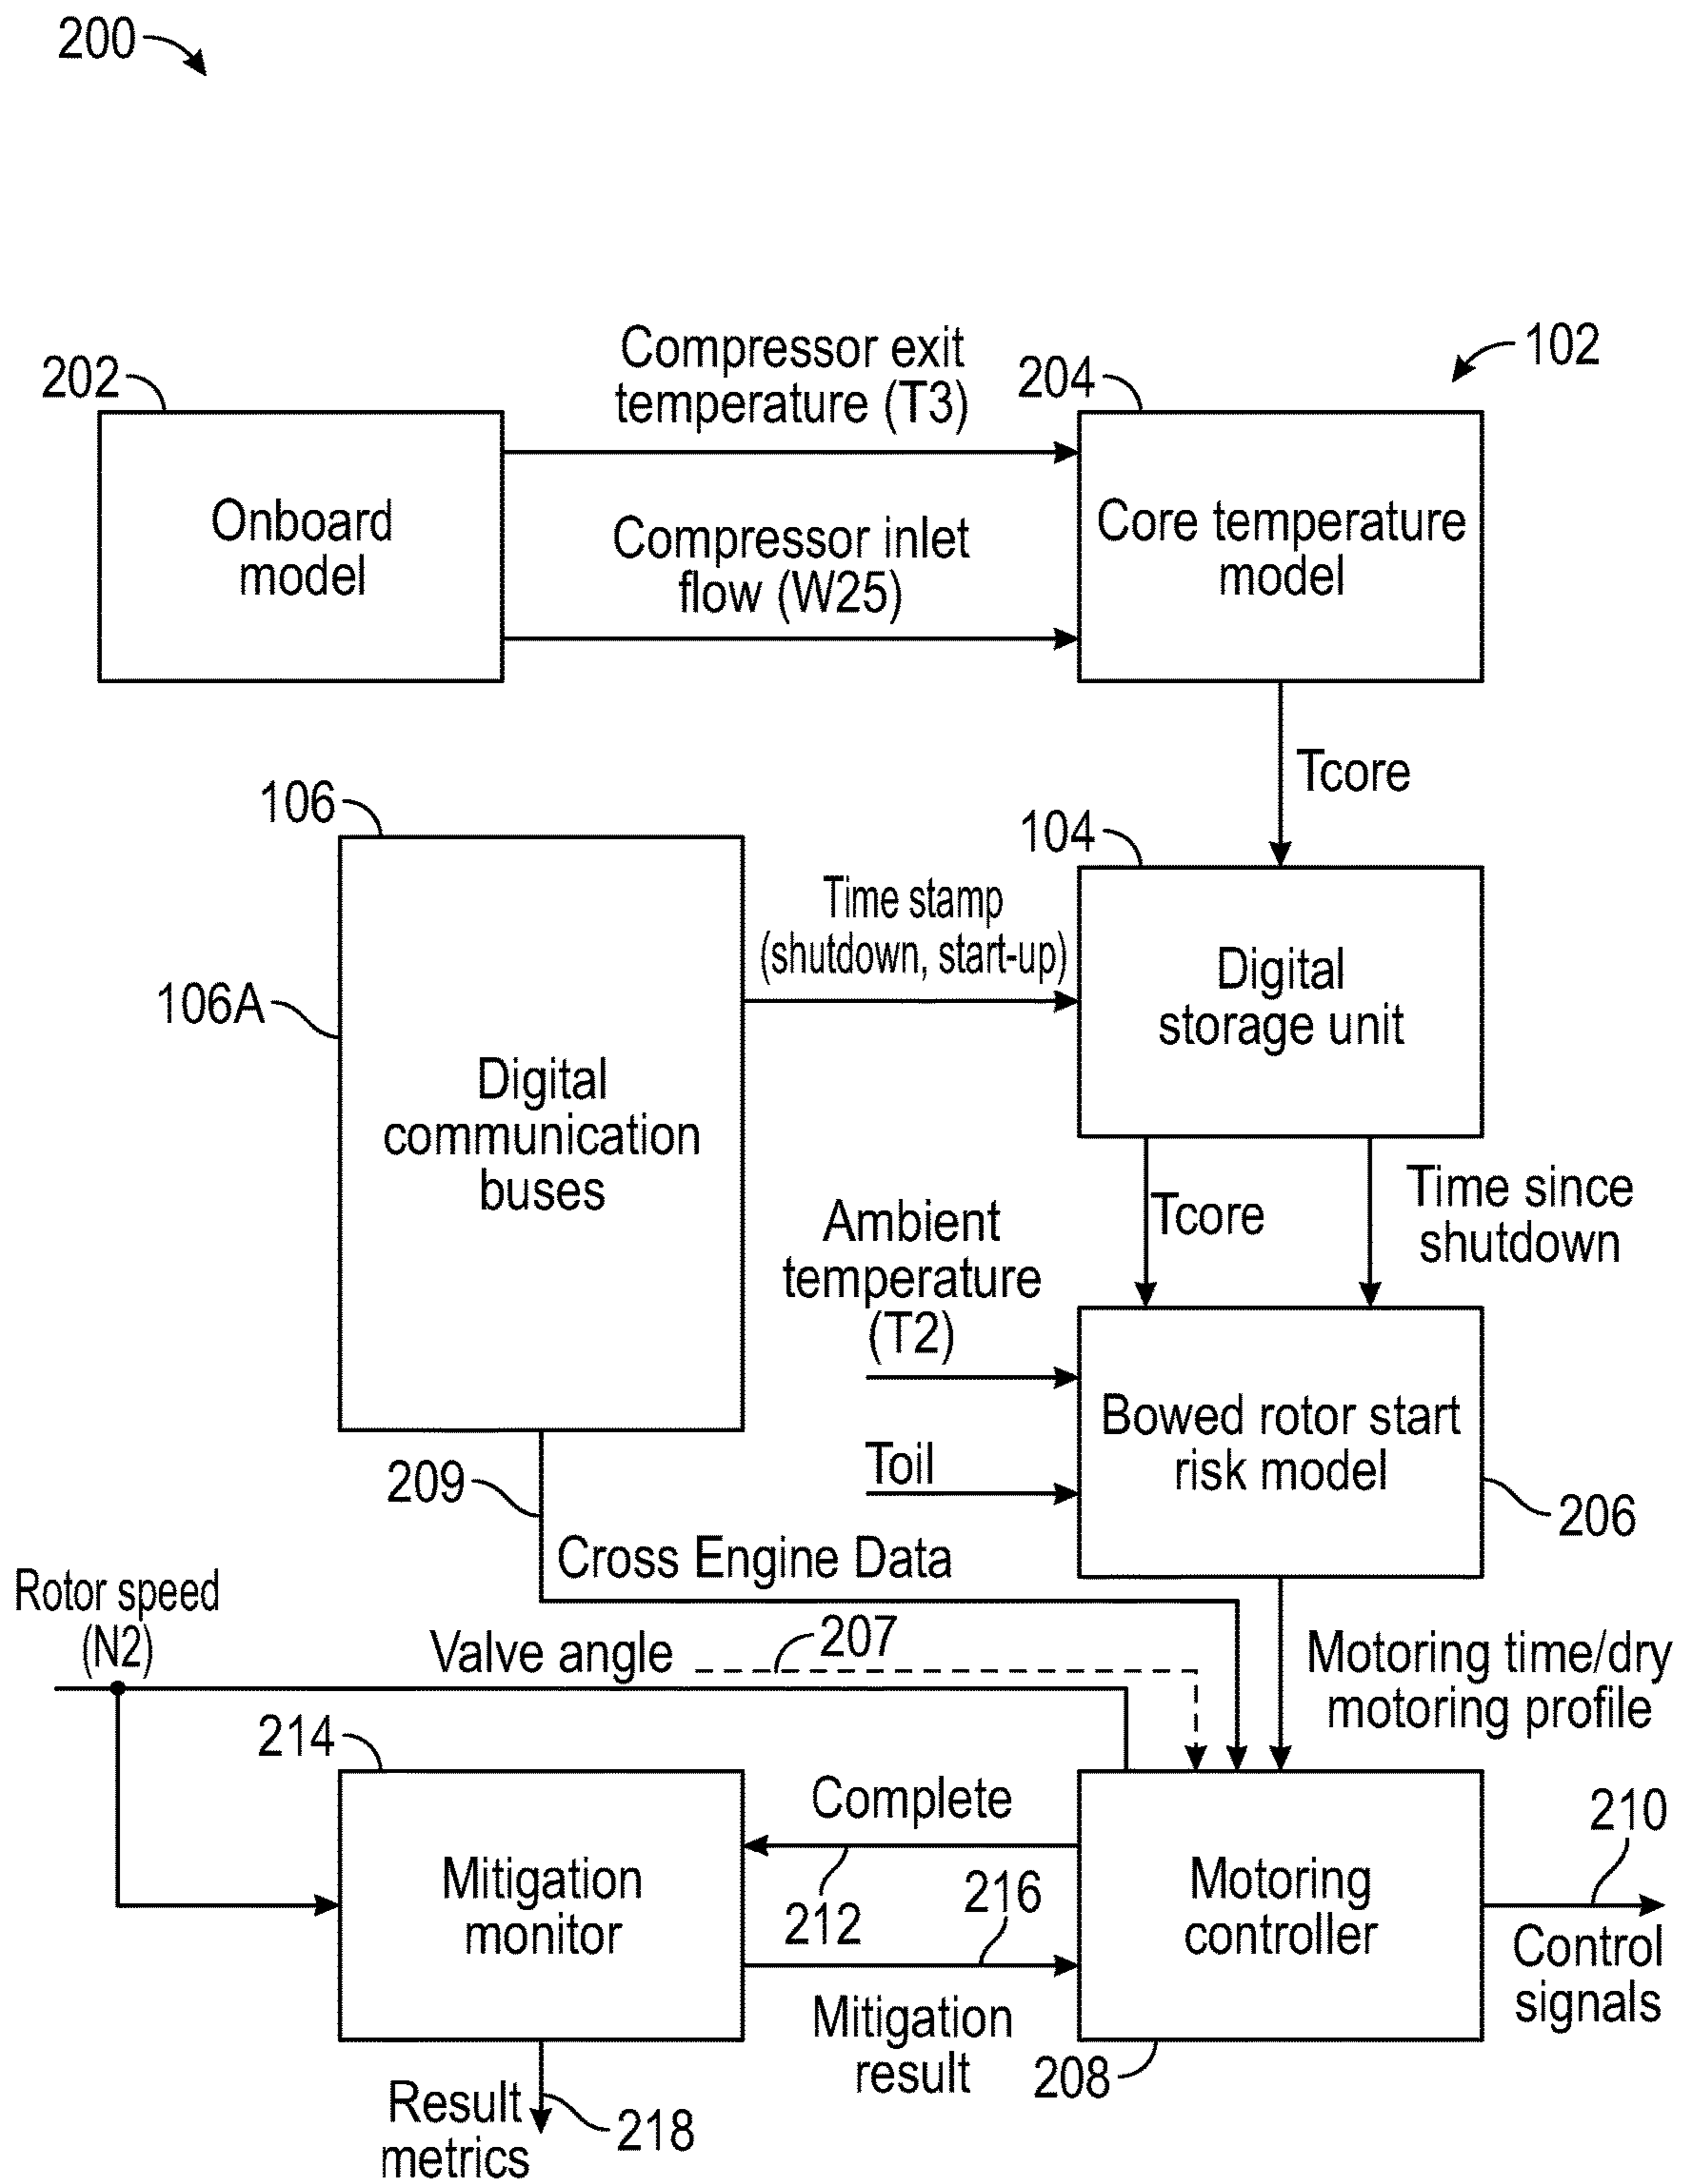 200
102
202
Compressor exit
temperature (T3)
204
Onboard
model
Compressor inlet
flow (W25)
Core temperature
model
Tcore
106
104
106A
Time stamp
(shutdown, start-up)
Digital
communication
buses
Digital
storage unit
Tcore
Time since
shutdown
Ambient
temperature
(T2)
Toil
Bowed rotor start
risk model
206
209
Cross Engine Data
Rotor speed
(N2)
Valve angle
207
Motoring time/dry
motoring profile
214
Complete
212
216
Mitigation
monitor
Mitigation
result
Motoring
controller
208
210
Control
signals
Result
metrics
218